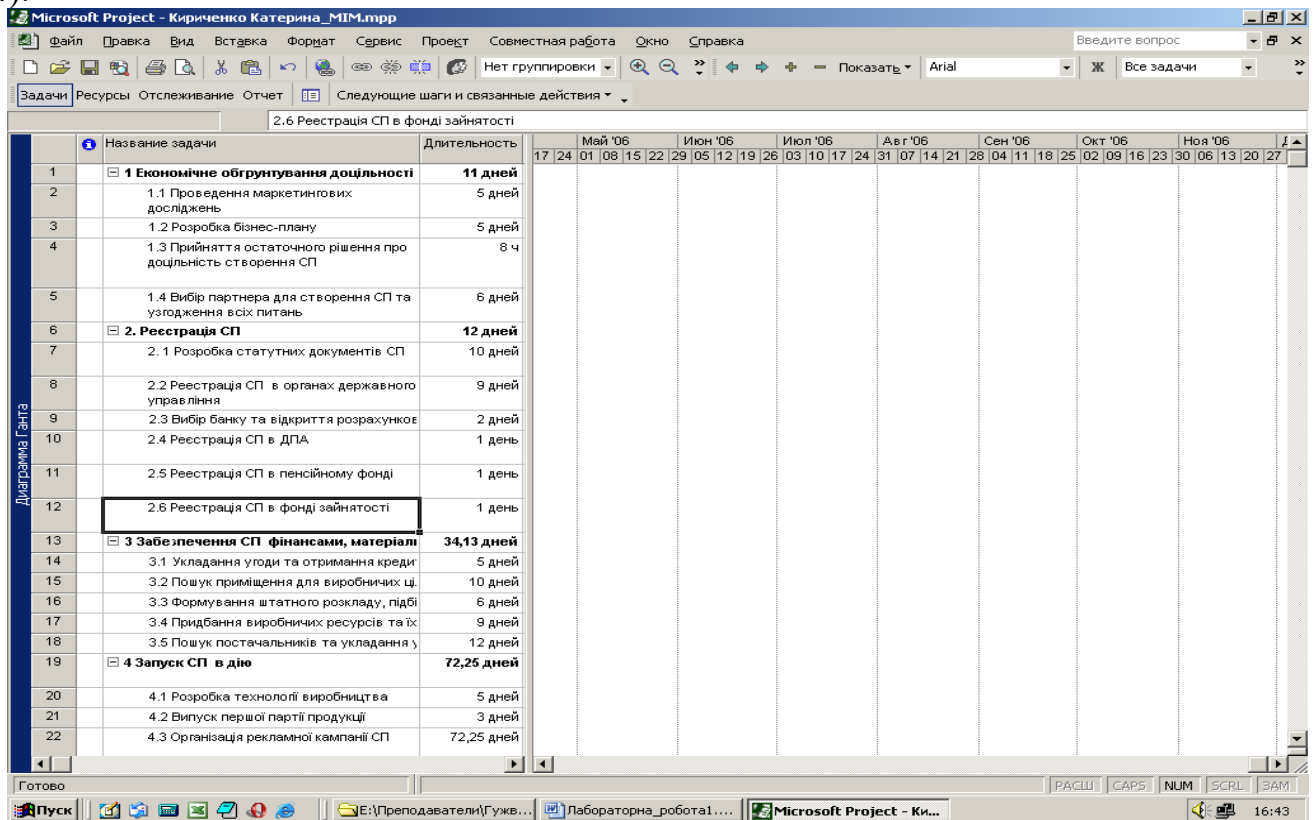 ).
Microsoft Project - Кириченко Катерина_МІМ.mpp
Файл Правка Вид Вставка Формат Сервис Проект Совместная работа Окно Справка Введите вопрос
Нет группировки Показать Arial Ж Все задачи
Задачи Ресурсы Отслеживание Отчет Следующие шаги и связанные действия
2.6 Реестрація СП в фонді зайнятості
Название задачи Длительность Май '06 Июн '06 Июл '06 Авг '06 Сен '06 Окт '06 Ноя '06
17 24 01 08 15 22 29 05 12 19 26 03 10 17 24 31 07 14 21 28 04 11 18 25 02 09 16 23 30 06 13 20 27
1 1 Економічне обгрунтування доцільності 11 дней
2 1.1 Проведення маркетингових 5 дней
досліджень
3 1.2 Розробка бізнес-плану 5 дней
4 1.3 Прийняття остаточного рішення про 8 ч
доцільність створення СП
5 1.4 Вибір партнера для створення СП та 6 дней
узгодження всіх питань
6 2. Реєстрація СП 12 дней
7 2. 1 Розробка статутних документів СП 10 дней
8 2.2 Реестрація СП в органах державного 9 дней
управління
9 2.3 Вибір банку та відкриття розрахунков 2 дней
10 2.4 Реєстрація СП в ДПА 1 день
11 2.5 Реестрація СП в пенсійному фонді 1 день
12 2.6 Реестрація СП в фонді зайнятості 1 день
13 3 Забезпечення СП фінансами, матеріалі 34,13 дней
14 3.1 Укладання угоди та отримання креди 5 дней
15 3.2 Пошук приміщення для виробничих ці. 10 дней
16 3.3 Формування штатного розкладу, підбі 6 дней
17 3.4 Придбання виробничих ресурсів та їх 9 дней
18 3.5 Пошук постачальників та укладання у 12 дней
19 4 Запуск СП в дію 72,25 дней
20 4.1 Розробка технології виробництва 5 дней
21 4.2 Випуск першої партії продукції 3 дней
22 4.3 Організація рекламної кампанії СП 72,25 дней
Диаграмма Ганта
Готово РАСШ CAPS NUM SCRL ЗАМ
Пуск E:\Преподаватели\Гужв... Лабораторна_робота1.... Microsoft Project - Ки... 16:43